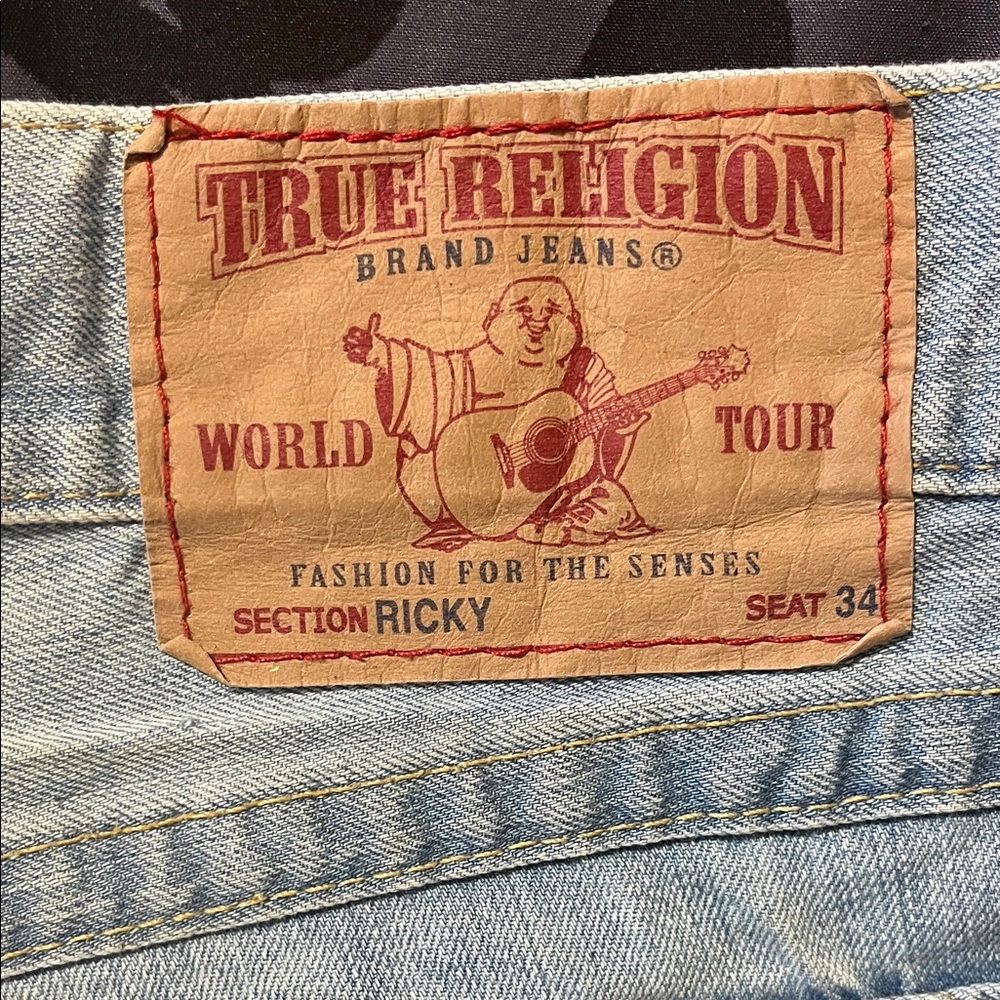 TRUE RELIGION
BRAND JEANS®
WORLD TOUR
FASHION FOR THE SENSES
SECTION RICKY SEAT 34